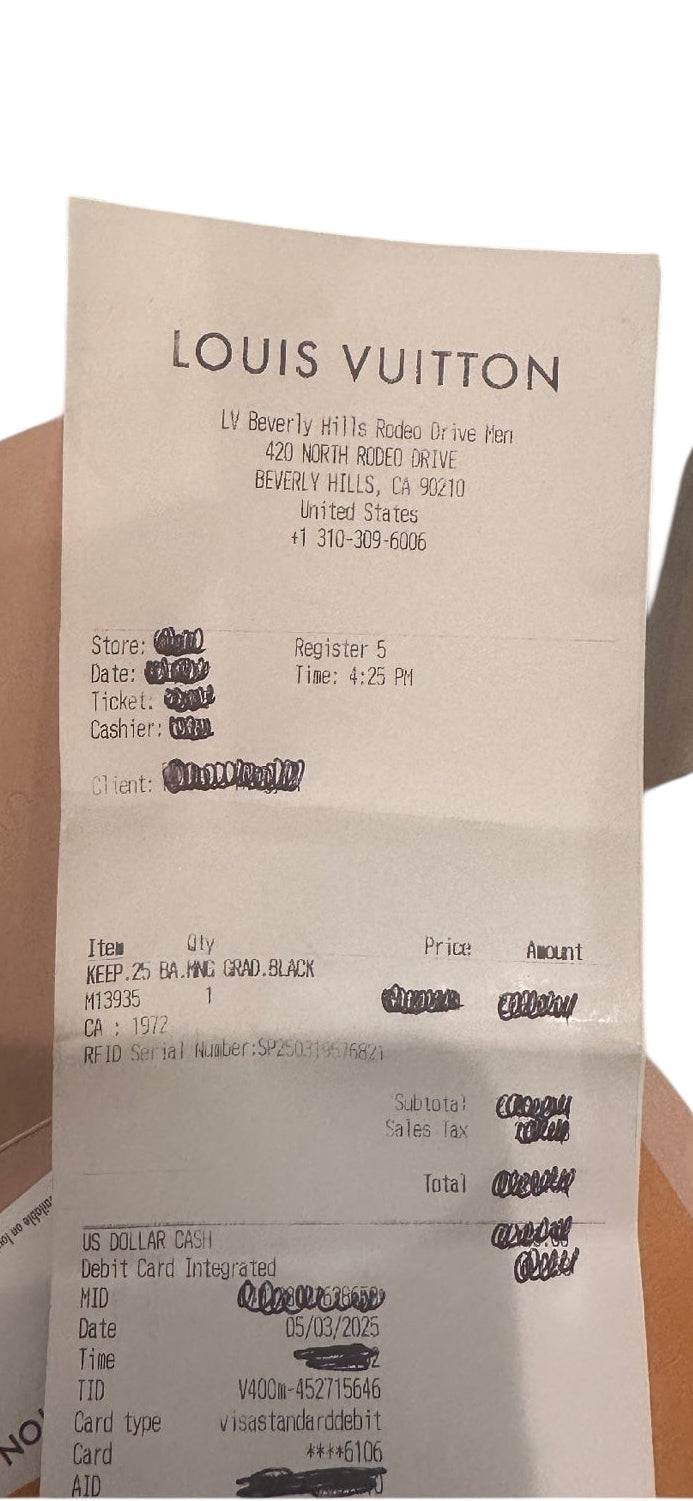 LOUIS VUITTON
LV Beverly Hills Rodeo Drive Men
420 NORTH RODEO DRIVE
BEVERLY HILLS, CA 90210
United States
+1 310-309-6006
Store: Register 5
Date: Time: 4:25 PM
Ticket:
Cashier:
Client:
Item Qty Price Amount
KEEP.25 BA.MNG GRAD.BLACK
M13935 1
CA : 1972
RFID Serial Number:
Subtotal
Sales Tax
Total
US DOLLAR CASH
Debit Card Integrated
MID
Date 05/03/2025
Time
TID V400m-452715646
Card type visastandarddebit
Card ****6106
AID